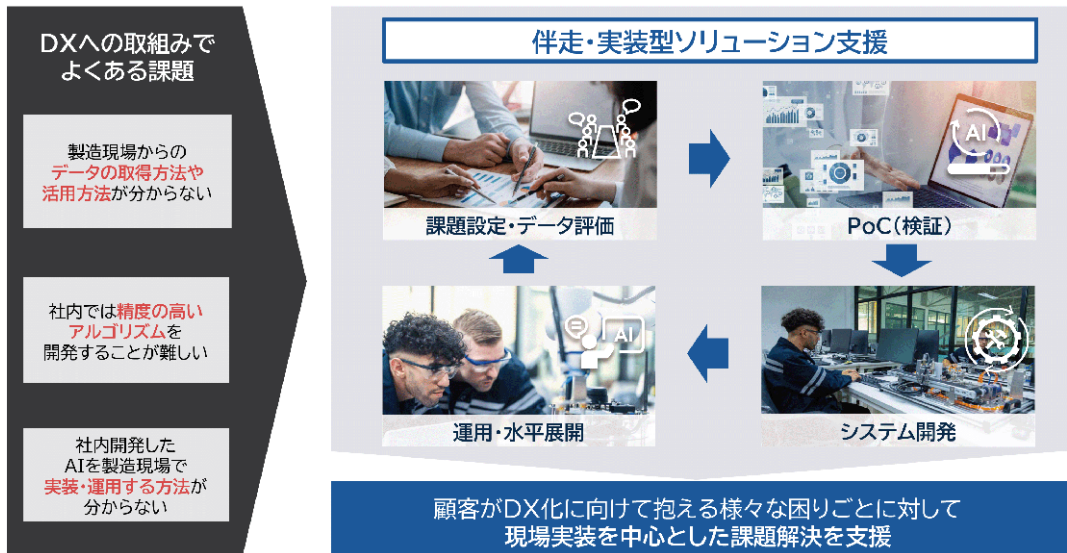 DXへの取組みで
よくある課題
製造現場からの
データの取得方法や
活用方法が分からない
社内では精度の高い
アルゴリズムを
開発することが難しい
社内開発した
AIを製造現場で
実装・運用する方法が
分からない
伴走・実装型ソリューション支援
課題設定・データ評価
AI
PoC（検証）
AI
運用・水平展開
システム開発
顧客がDX化に向けて抱える様々な困りごとに対して
現場実装を中心とした課題解決を支援